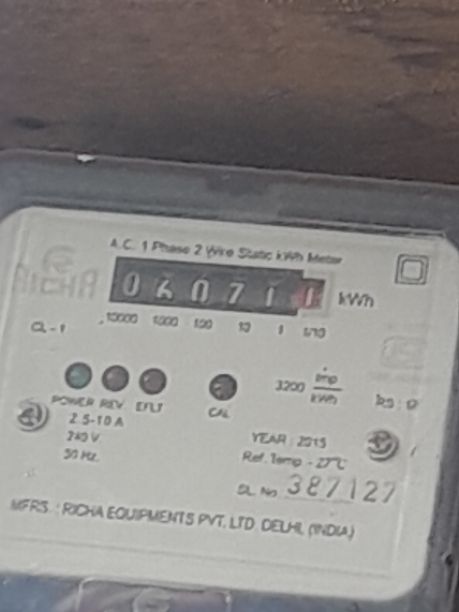 A.C. 1 Phase 2 Wire Static kWh Meter
RICHA
060711 kWh
CL-1
10000 1000 100 10 1 1/10
3200 Imp/kWh
POWER REV E/LT
CAL
2.5-10 A
240 V
50 Hz.
YEAR : 2015
Ref. Temp - 27°C
SL. No. 387127
MFRS. : RICHA EQUIPMENTS PVT. LTD. DELHI, (INDIA)